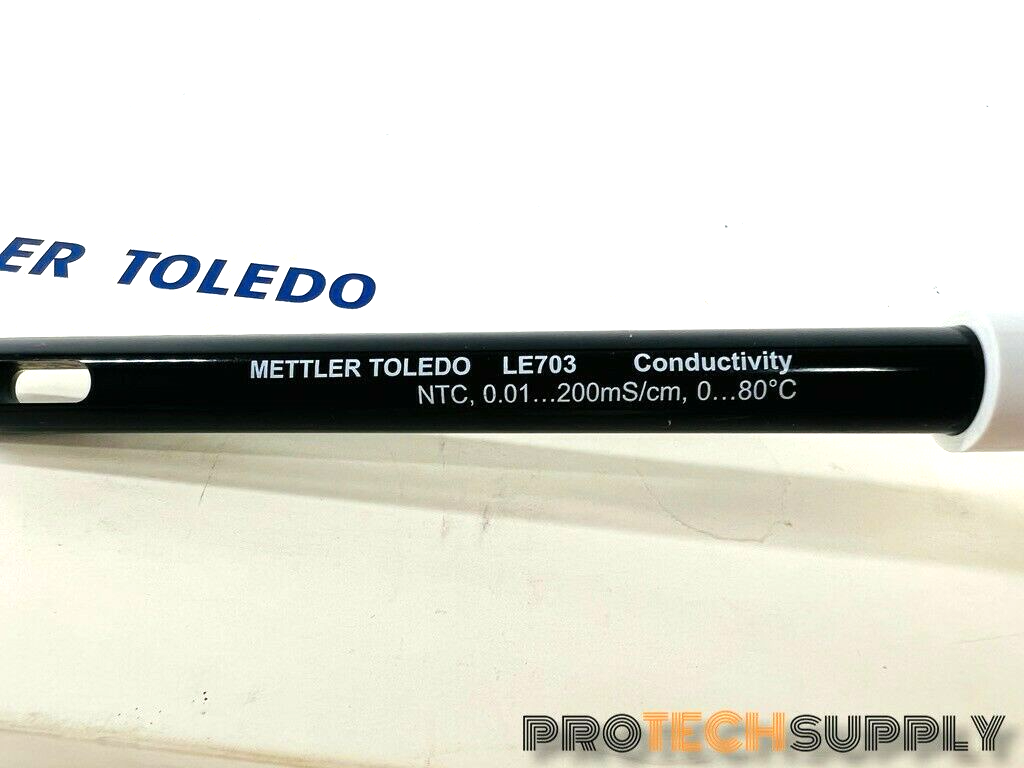 ER TOLEDO
METTLER TOLEDO LE703 Conductivity
NTC, 0.01...200mS/cm, 0...80°C
PROTECHSUPPLY